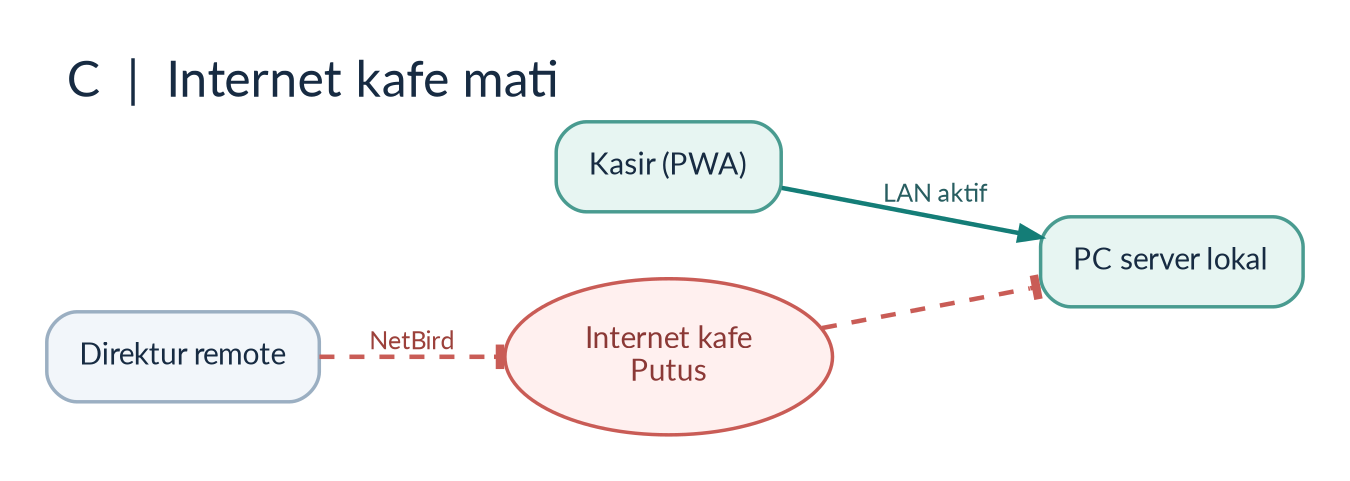 C | Internet kafe mati
Kasir (PWA)
LAN aktif
PC server lokal
Direktur remote
NetBird
Internet kafe
Putus